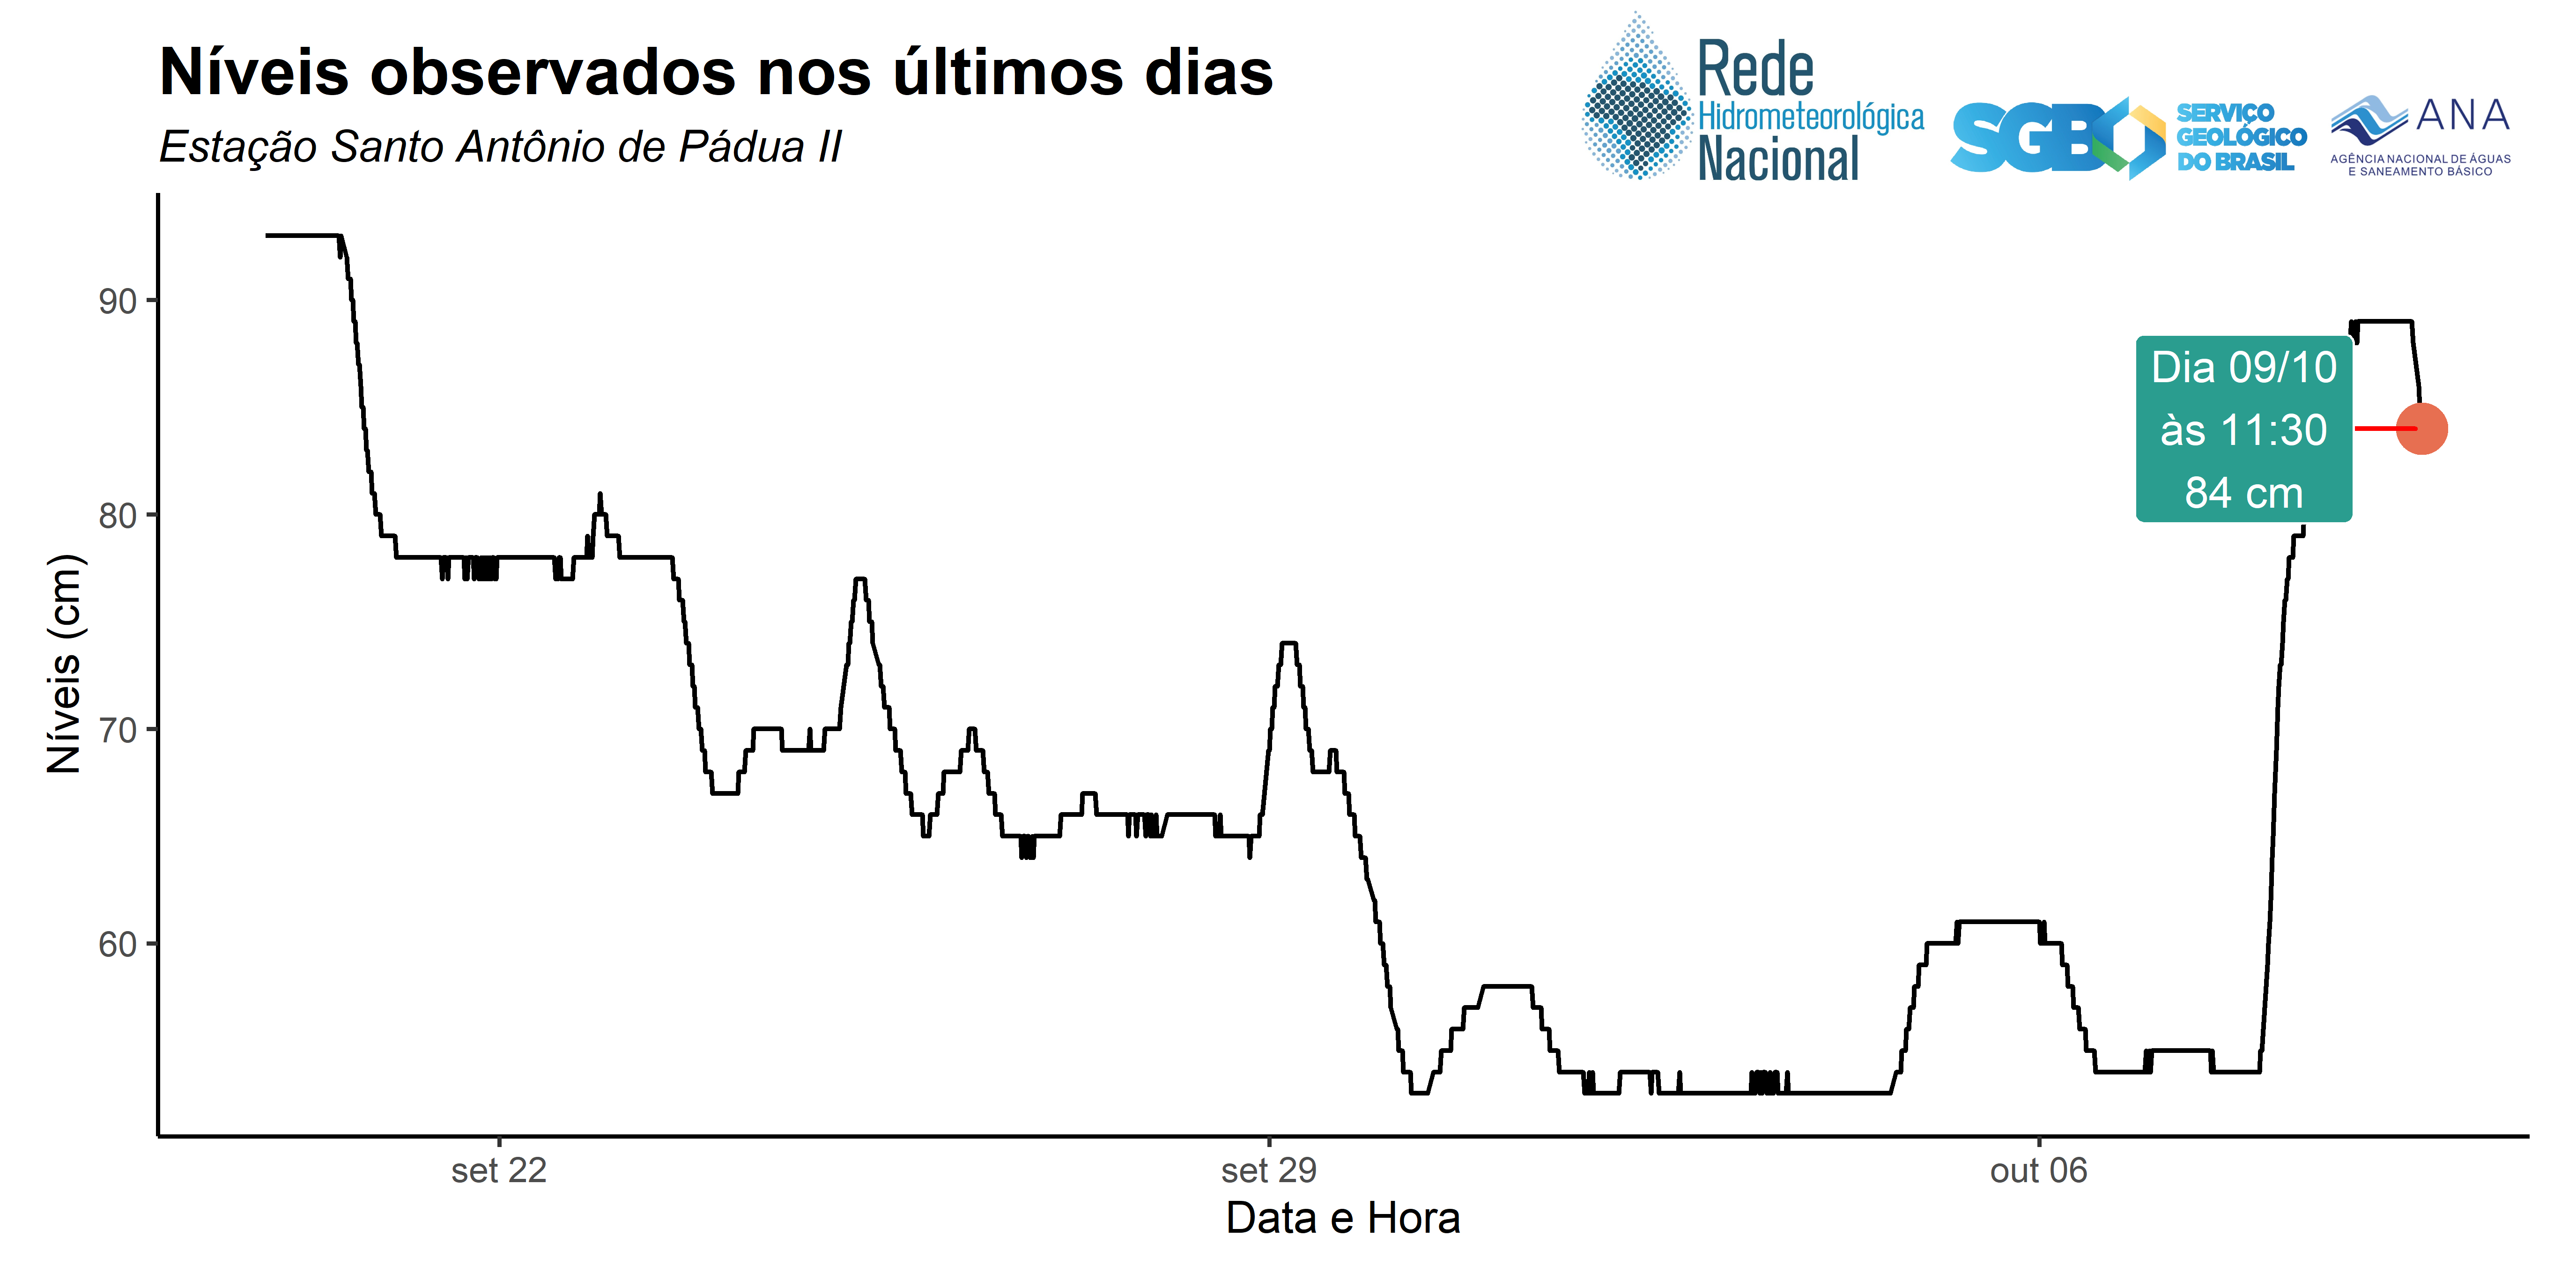 Níveis observados nos últimos dias
Estação Santo Antônio de Pádua II
Rede
Hidrometeorológica
Nacional
SGB
SERVIÇO
GEOLÓGICO
DO BRASIL
ANA
AGÊNCIA NACIONAL DE ÁGUAS
E SANEAMENTO BÁSICO
Níveis (cm)
90
80
70
60
Dia 09/10
às 11:30
84 cm
set 22
set 29
out 06
Data e Hora